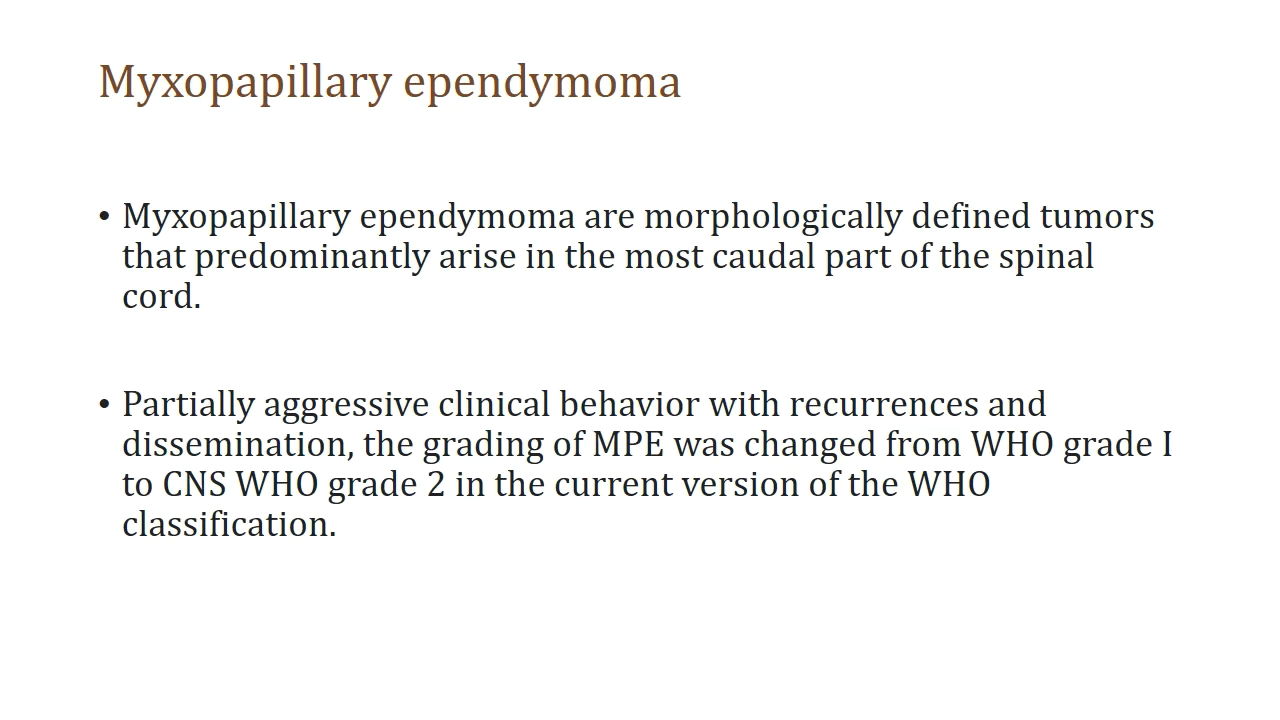 Myxopapillary ependymoma
• Myxopapillary ependymoma are morphologically defined tumors
that predominantly arise in the most caudal part of the spinal
cord.
• Partially aggressive clinical behavior with recurrences and
dissemination, the grading of MPE was changed from WHO grade I
to CNS WHO grade 2 in the current version of the WHO
classification.